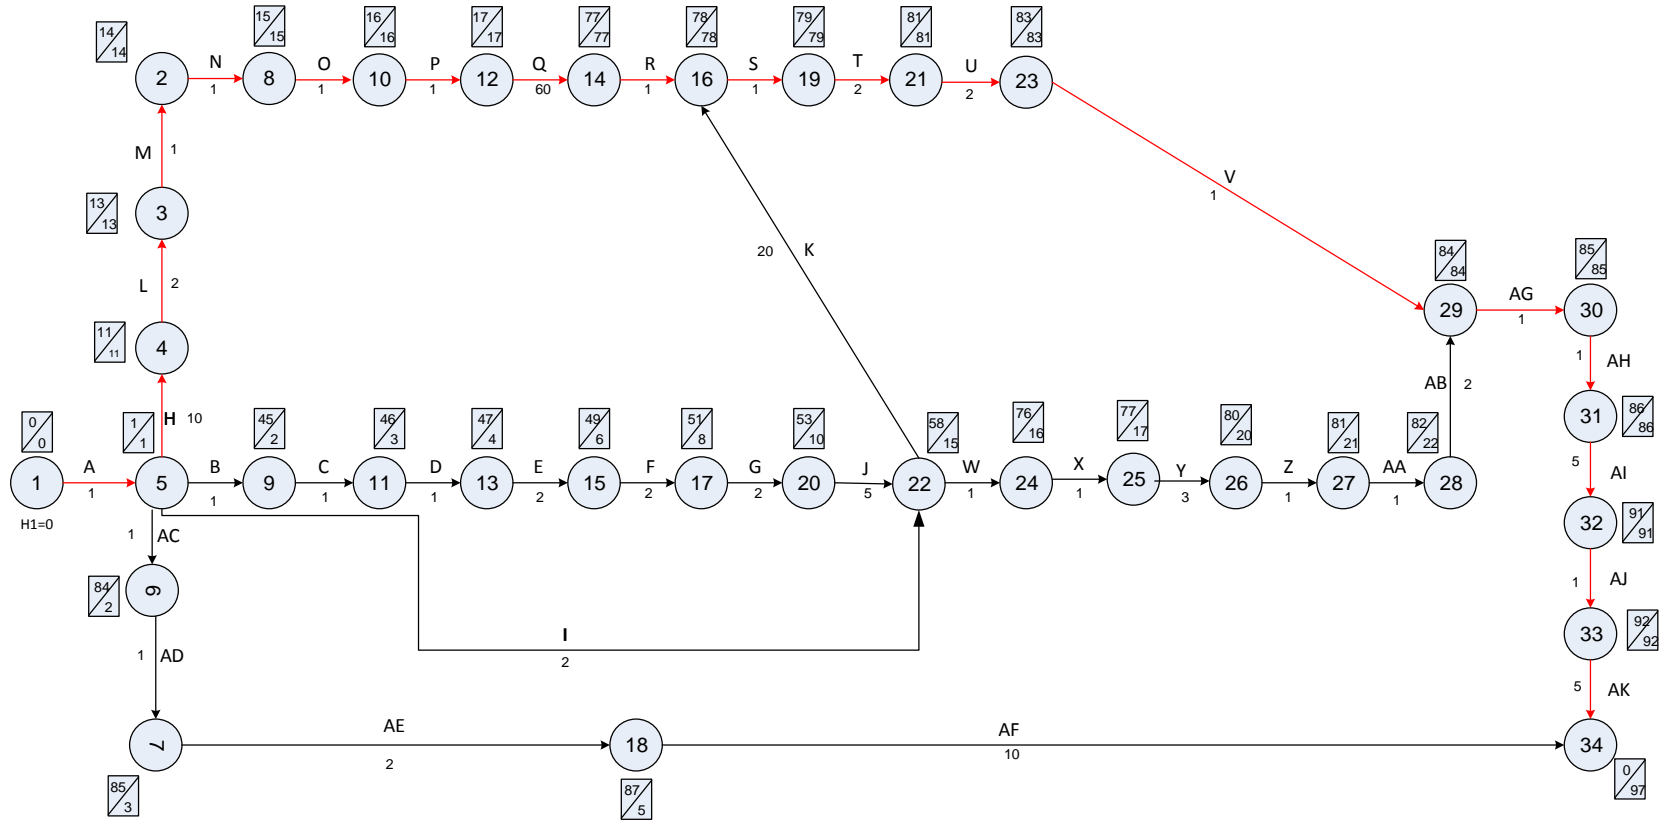 14 14
15 15
16 16
17 17
77 77
78 78
79 79
81 81
83 83
2 N 8 O 10 P 12 Q 14 R 16 S 19 T 21 U 23
1 1 1 60 1 1 2 2
M 1
V
1
13 13
3
20 K
84 84
85 85
L 2
29 AG 30
1
11 11
4
1 AH
AB 2
0 0
1 1
H 10
45 2
46 3
47 4
49 6
51 8
53 10
58 15
76 16
77 17
80 20
81 21
82 22
31
86 86
1 A 5 B 9 C 11 D 13 E 15 F 17 G 20 J 22 W 24 X 25 Y 26 Z 27 AA 28
1 1 1 1 2 2 2 5 1 1 3 1 1
5 AI
H1=0
1 AC
32
91 91
84 2
6
1 AJ
I
2
33
92 92
1 AD
5 AK
7 AE 18 AF 34
2 10
85 3
87 5
0 97